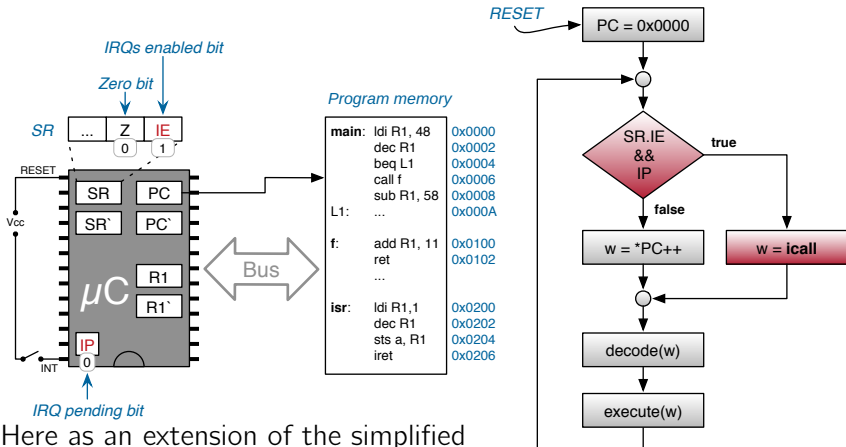 IRQs enabled bit
Zero bit
SR ... Z IE
0 1
RESET
Vcc
SR PC
SR` PC`
R1
R1`
µC
IP
0
INT
IRQ pending bit
Bus
Program memory
main: ldi R1, 48 0x0000
dec R1 0x0002
beq L1 0x0004
call f 0x0006
sub R1, 58 0x0008
L1: ... 0x000A
f: add R1, 11 0x0100
ret 0x0102
...
isr: ldi R1,1 0x0200
dec R1 0x0202
sts a, R1 0x0204
iret 0x0206
RESET
PC = 0x0000
SR.IE
&&
IP
true
false
w = *PC++
w = icall
decode(w)
execute(w)
Here as an extension of the simplified